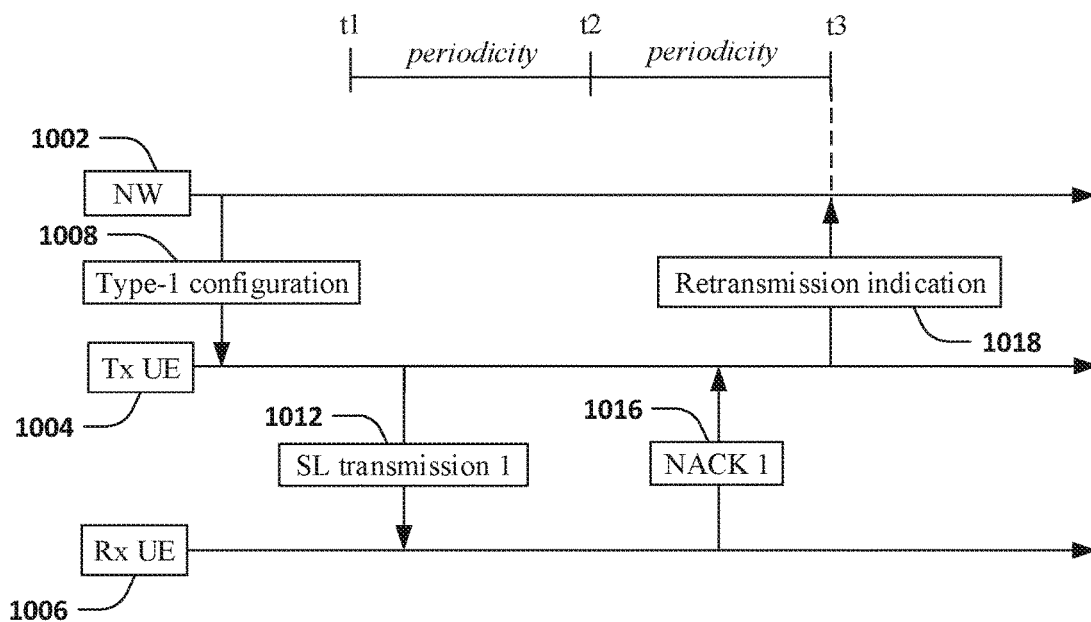 t1 t2 t3
periodicity periodicity
1002
NW
1008
Type-1 configuration
Retransmission indication
1018
Tx UE
1004
1012
SL transmission 1
1016
NACK 1
Rx UE
1006